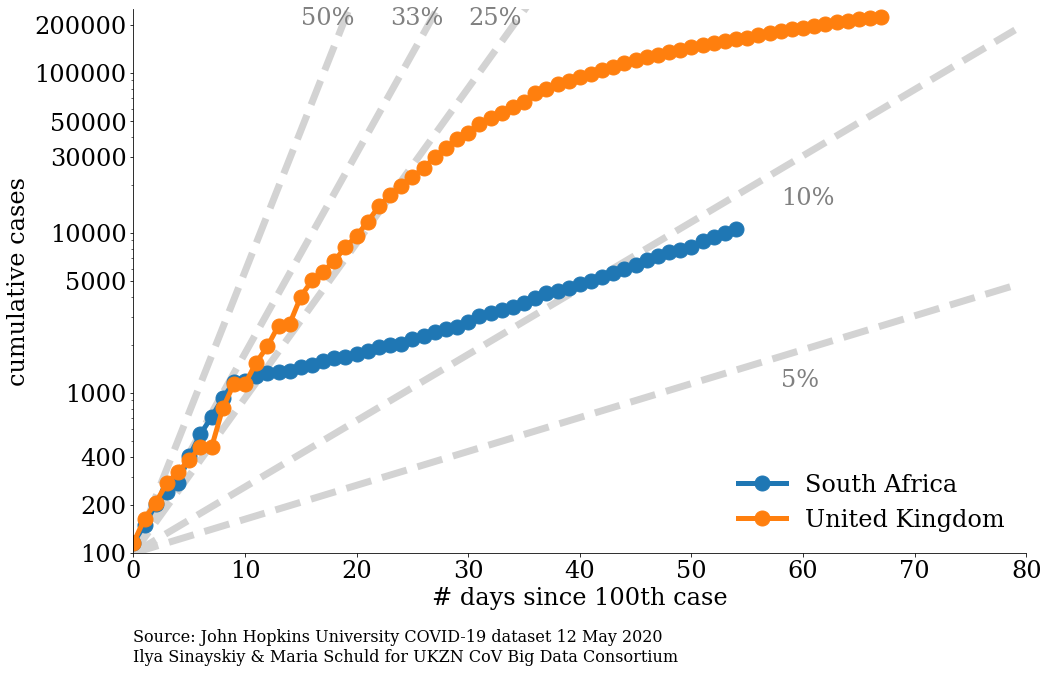 50% 33% 25%
200000
100000
50000
30000
10000
5000
1000
400
200
100
cumulative cases
10%
5%
South Africa
United Kingdom
0 10 20 30 40 50 60 70 80
# days since 100th case
Source: John Hopkins University COVID-19 dataset 12 May 2020
Ilya Sinayskiy & Maria Schuld for UKZN CoV Big Data Consortium